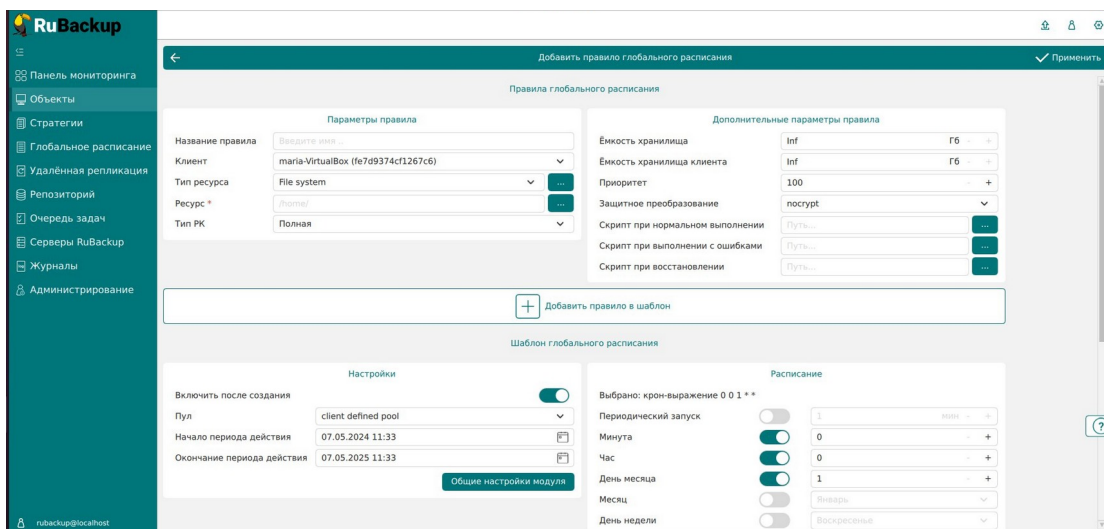 RuBackup
Панель мониторинга
Объекты
Стратегии
Глобальное расписание
Удалённая репликация
Репозиторий
Очередь задач
Серверы RuBackup
Журналы
Администрирование
rubackup@localhost
Добавить правило глобального расписания
Применить
Правила глобального расписания
Параметры правила
Название правила Введите имя ..
Клиент maria-VirtualBox (fe7d9374cf1267c6)
Тип ресурса File system ...
Ресурс * /home/ ...
Тип РК Полная
Дополнительные параметры правила
Ёмкость хранилища Inf Гб - +
Ёмкость хранилища клиента Inf Гб - +
Приоритет 100 - +
Защитное преобразование nocrypt
Скрипт при нормальном выполнении Путь... ...
Скрипт при выполнении с ошибками Путь... ...
Скрипт при восстановлении Путь... ...
Добавить правило в шаблон
Шаблон глобального расписания
Настройки
Включить после создания
Пул client defined pool
Начало периода действия 07.05.2024 11:33
Окончание периода действия 07.05.2025 11:33
Общие настройки модуля
Расписание
Выбрано: крон-выражение 0 0 1 * *
Периодический запуск 1 мин - +
Минута 0 - +
Час 0 - +
День месяца 1 - +
Месяц Январь
День недели Воскресенье
?